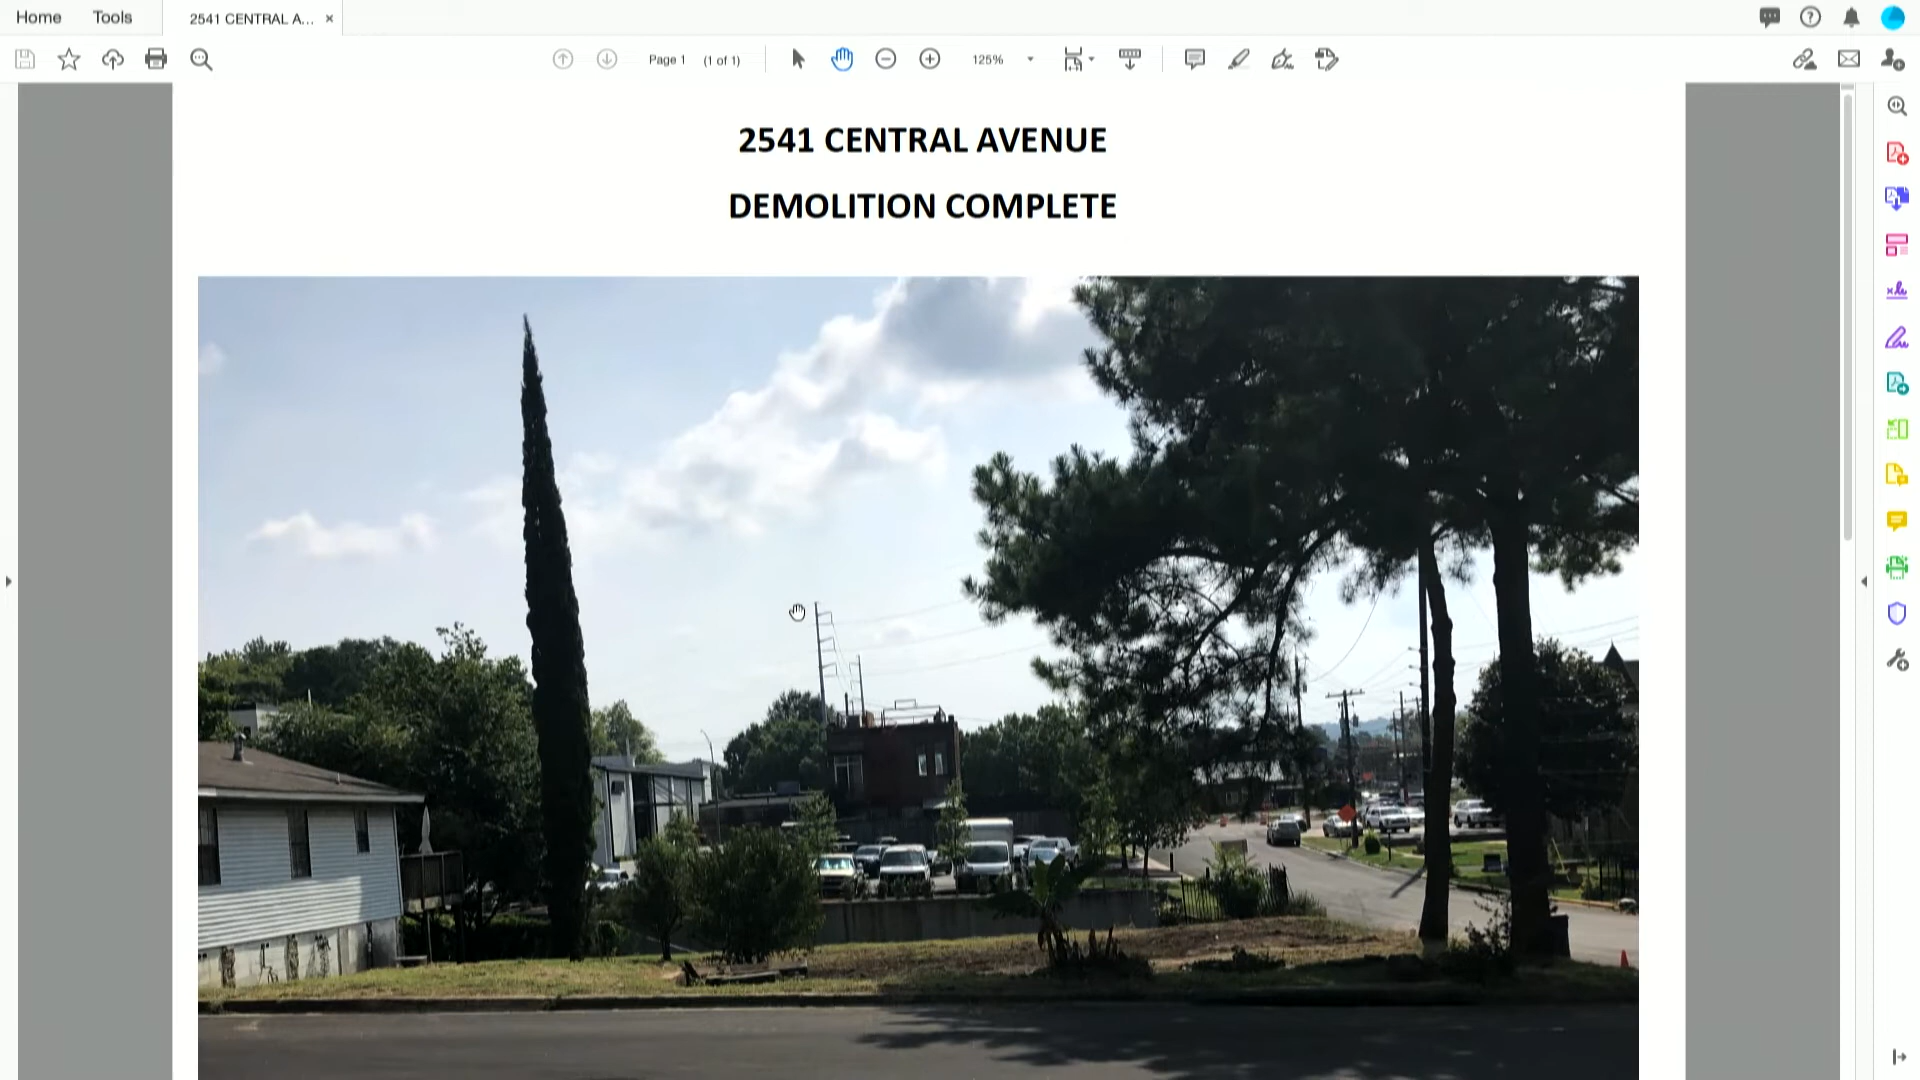 Home
Tools
2541 CENTRAL A... ×
Page 1 (1 of 1)
125%
2541 CENTRAL AVENUE
DEMOLITION COMPLETE